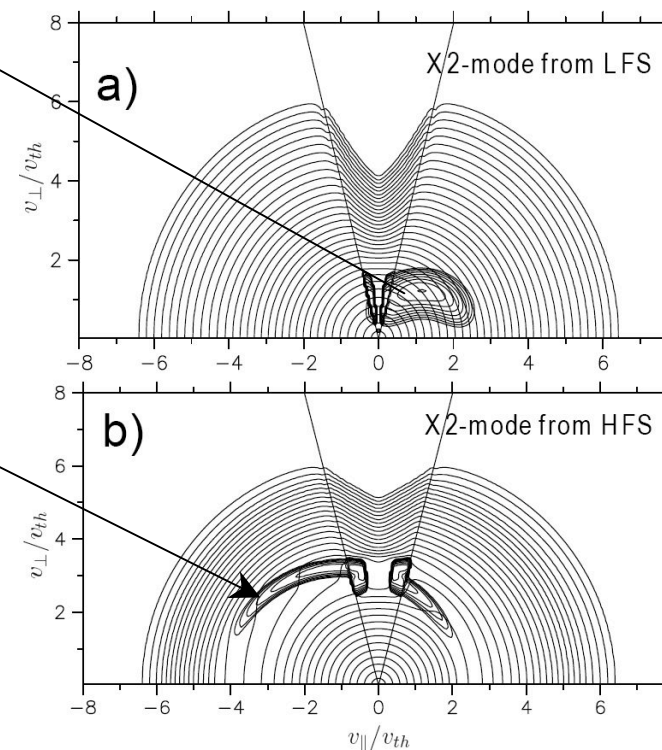 8
a)
X2-mode from LFS
6
v⊥/vth
4
2
−8 −6 −4 −2 0 2 4 6
8
b)
X2-mode from HFS
6
v⊥/vth
4
2
−8 −6 −4 −2 0 2 4 6
v∥/vth